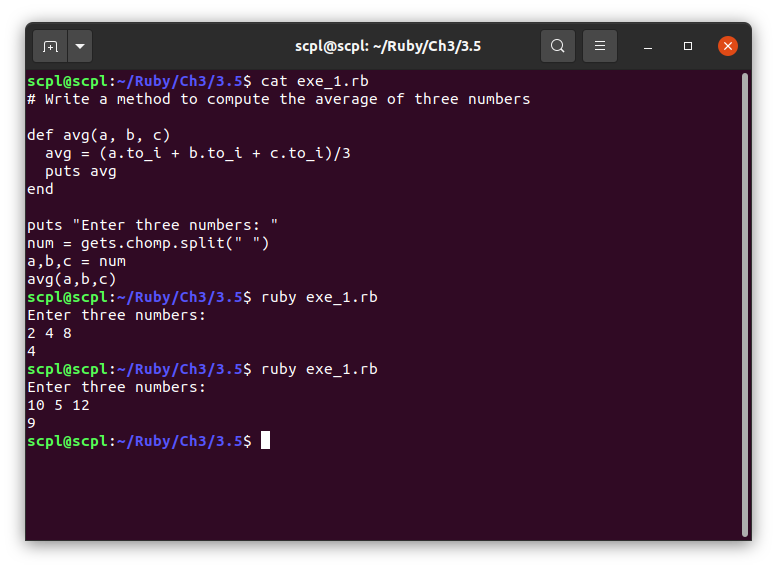 scpl@scpl: ~/Ruby/Ch3/3.5
scpl@scpl:~/Ruby/Ch3/3.5$ cat exe_1.rb
# Write a method to compute the average of three numbers

def avg(a, b, c)
  avg = (a.to_i + b.to_i + c.to_i)/3
  puts avg
end

puts "Enter three numbers: "
num = gets.chomp.split(" ")
a,b,c = num
avg(a,b,c)
scpl@scpl:~/Ruby/Ch3/3.5$ ruby exe_1.rb
Enter three numbers:
2 4 8
4
scpl@scpl:~/Ruby/Ch3/3.5$ ruby exe_1.rb
Enter three numbers:
10 5 12
9
scpl@scpl:~/Ruby/Ch3/3.5$